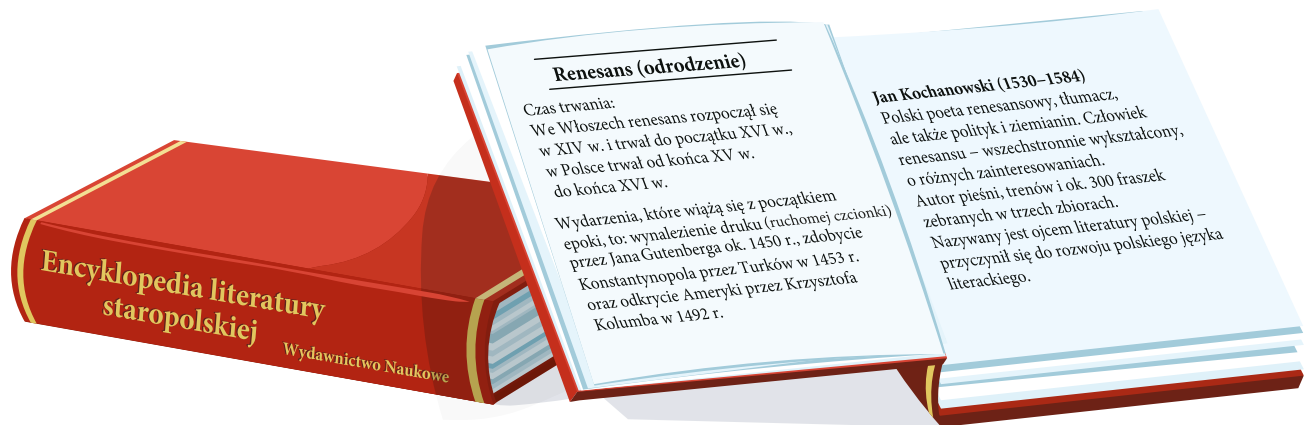 Encyklopedia literatury
staropolskiej
Wydawnictwo Naukowe
Renesans (odrodzenie)
Czas trwania:
We Włoszech renesans rozpoczął się
w XIV w. i trwał do początku XVI w.,
w Polsce trwał od końca XV w.
do końca XVI w.
Wydarzenia, które wiążą się z początkiem
epoki, to: wynalezienie druku (ruchomej czcionki)
przez Jana Gutenberga ok. 1450 r., zdobycie
Konstantynopola przez Turków w 1453 r.
oraz odkrycie Ameryki przez Krzysztofa
Kolumba w 1492 r.
Jan Kochanowski (1530–1584)
Polski poeta renesansowy, tłumacz,
ale także polityk i ziemianin. Człowiek
renesansu – wszechstronnie wykształcony,
o różnych zainteresowaniach.
Autor pieśni, trenów i ok. 300 fraszek
zebranych w trzech zbiorach.
Nazywany jest ojcem literatury polskiej –
przyczynił się do rozwoju polskiego języka
literackiego.